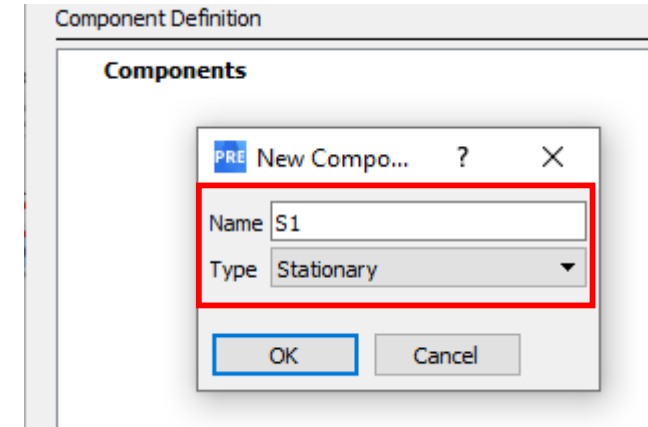 Component Definition
Components
PRE New Compo... ?
Name S1
Type Stationary
OK Cancel